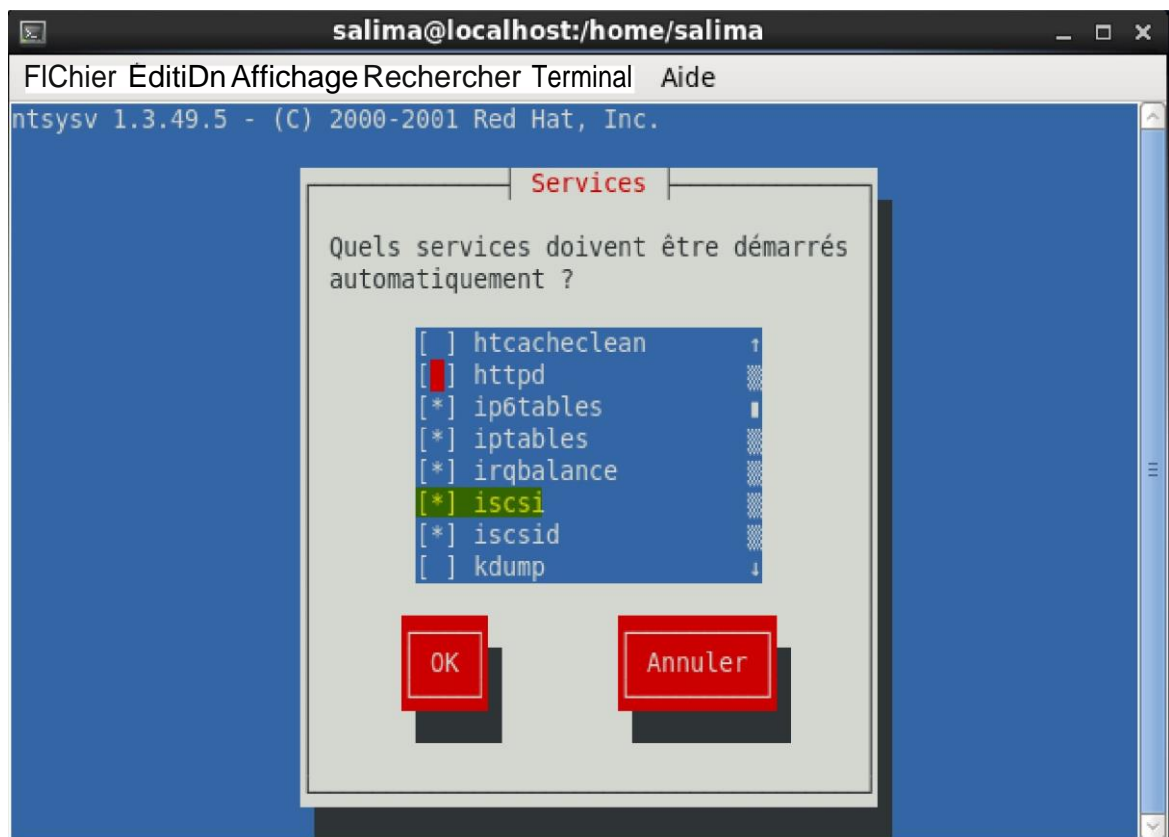 salima@localhost:/home/salima
FIChier ÉditiDn Affichage Rechercher Terminal Aide
ntsysv 1.3.49.5 - (C) 2000-2001 Red Hat, Inc.
Services
Quels services doivent être démarrés
automatiquement ?
[ ] htcacheclean
[ ] httpd
[*] ip6tables
[*] iptables
[*] irqbalance
[*] iscsi
[*] iscsid
[ ] kdump
OK Annuler